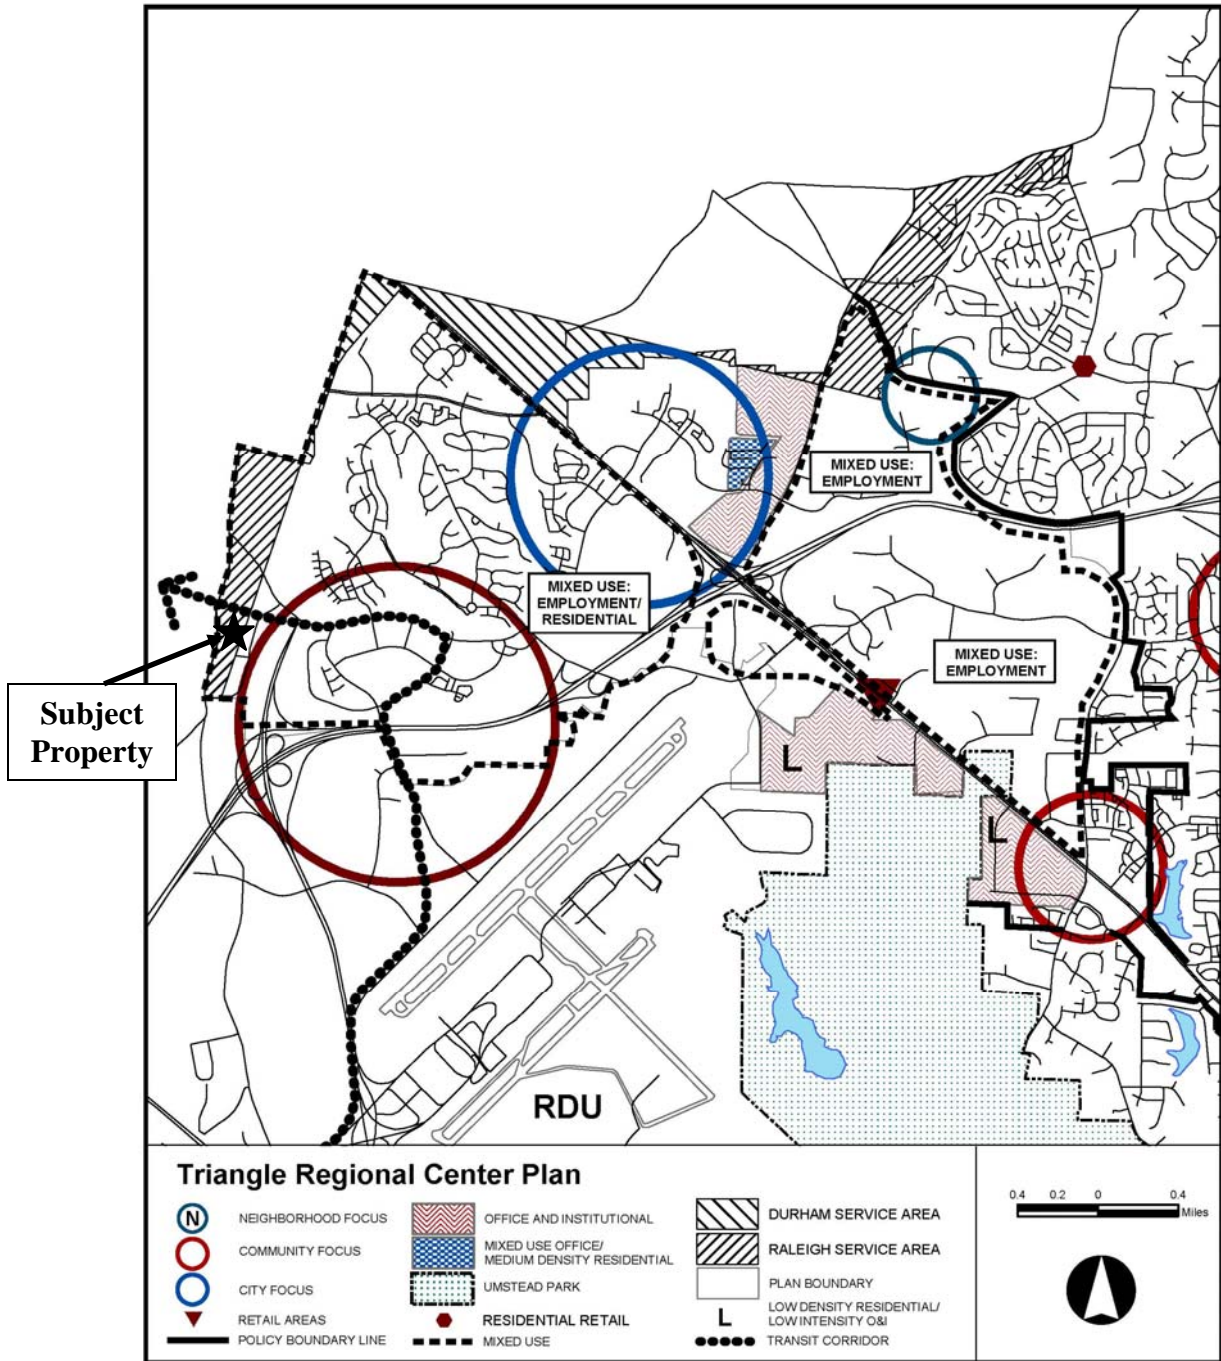 MIXED USE:
EMPLOYMENT
MIXED USE:
EMPLOYMENT/
RESIDENTIAL
MIXED USE:
EMPLOYMENT
Subject
Property
L
L
RDU
Triangle Regional Center Plan
N
NEIGHBORHOOD FOCUS
COMMUNITY FOCUS
CITY FOCUS
RETAIL AREAS
POLICY BOUNDARY LINE
OFFICE AND INSTITUTIONAL
MIXED USE OFFICE/
MEDIUM DENSITY RESIDENTIAL
UMSTEAD PARK
RESIDENTIAL RETAIL
MIXED USE
DURHAM SERVICE AREA
RALEIGH SERVICE AREA
PLAN BOUNDARY
L
LOW DENSITY RESIDENTIAL/
LOW INTENSITY O&I
TRANSIT CORRIDOR
0.4 0.2 0 0.4
Miles